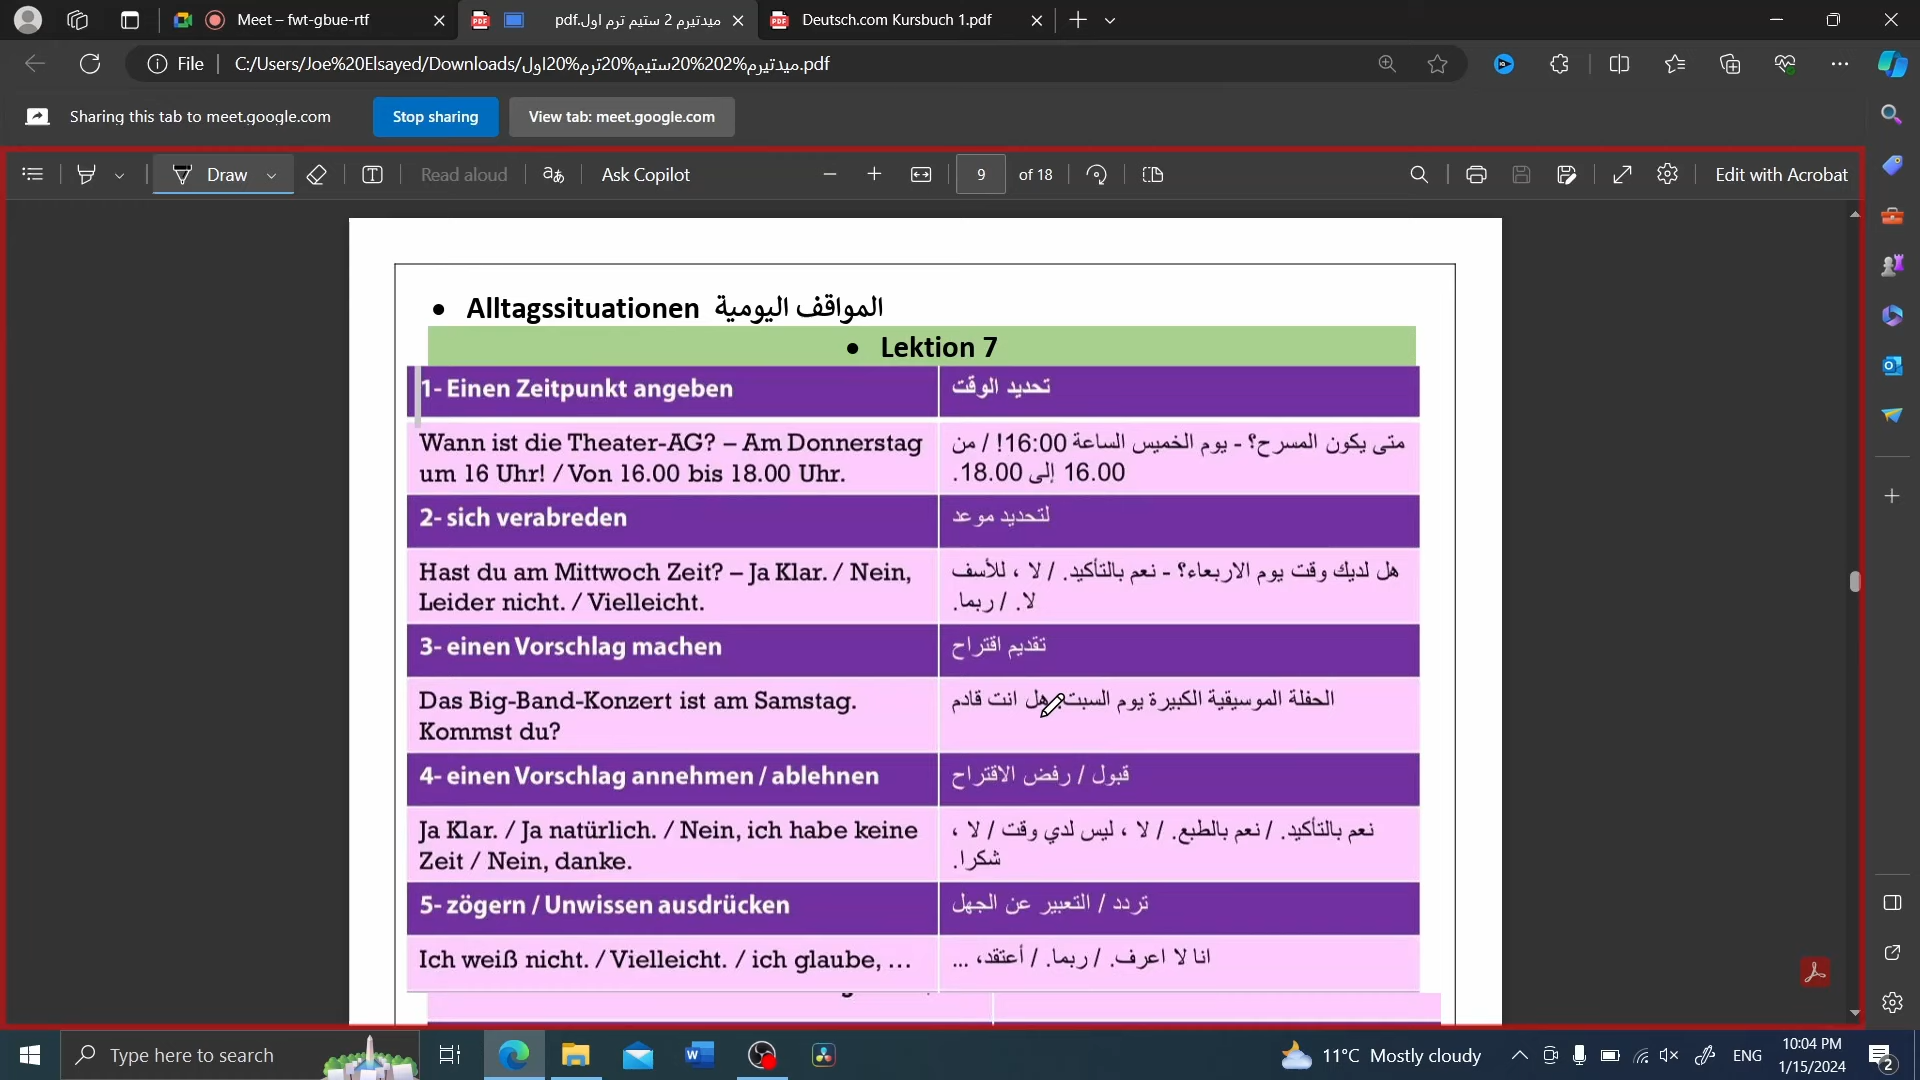 Meet – fwt-gbue-rtf
ميدتيرم 2 ستيم ترم اول.pdf
Deutsch.com Kursbuch 1.pdf
File
C:/Users/Joe%20Elsayed/Downloads/ميدتيرم%202%20ستيم%20ترم%20اول.pdf
Sharing this tab to meet.google.com
Stop sharing
View tab: meet.google.com
Draw
Read aloud
aあ
Ask Copilot
9
of 18
Edit with Acrobat
• Alltagssituationen المواقف اليومية
• Lektion 7
1- Einen Zeitpunkt angeben
تحديد الوقت
Wann ist die Theater-AG? – Am Donnerstag
um 16 Uhr! / Von 16.00 bis 18.00 Uhr.
متى يكون المسرح؟ - يوم الخميس الساعة 16:00! / من
16.00 إلى 18.00.
2- sich verabreden
لتحديد موعد
Hast du am Mittwoch Zeit? – Ja Klar. / Nein,
Leider nicht. / Vielleicht.
هل لديك وقت يوم الاربعاء؟ - نعم بالتأكيد. / لا ، للأسف
لا. / ربما.
3- einen Vorschlag machen
تقديم اقتراح
Das Big-Band-Konzert ist am Samstag.
Kommst du?
الحفلة الموسيقية الكبيرة يوم السبت. هل انت قادم
4- einen Vorschlag annehmen / ablehnen
قبول / رفض الاقتراح
Ja Klar. / Ja natürlich. / Nein, ich habe keine
Zeit / Nein, danke.
نعم بالتأكيد. / نعم بالطبع. / لا ، ليس لدي وقت / لا ،
شكرا.
5- zögern / Unwissen ausdrücken
تردد / التعبير عن الجهل
Ich weiß nicht. / Vielleicht. / ich glaube, ...
انا لا اعرف. / ربما. / أعتقد، ...
Type here to search
11°C Mostly cloudy
ENG
10:04 PM
1/15/2024
2